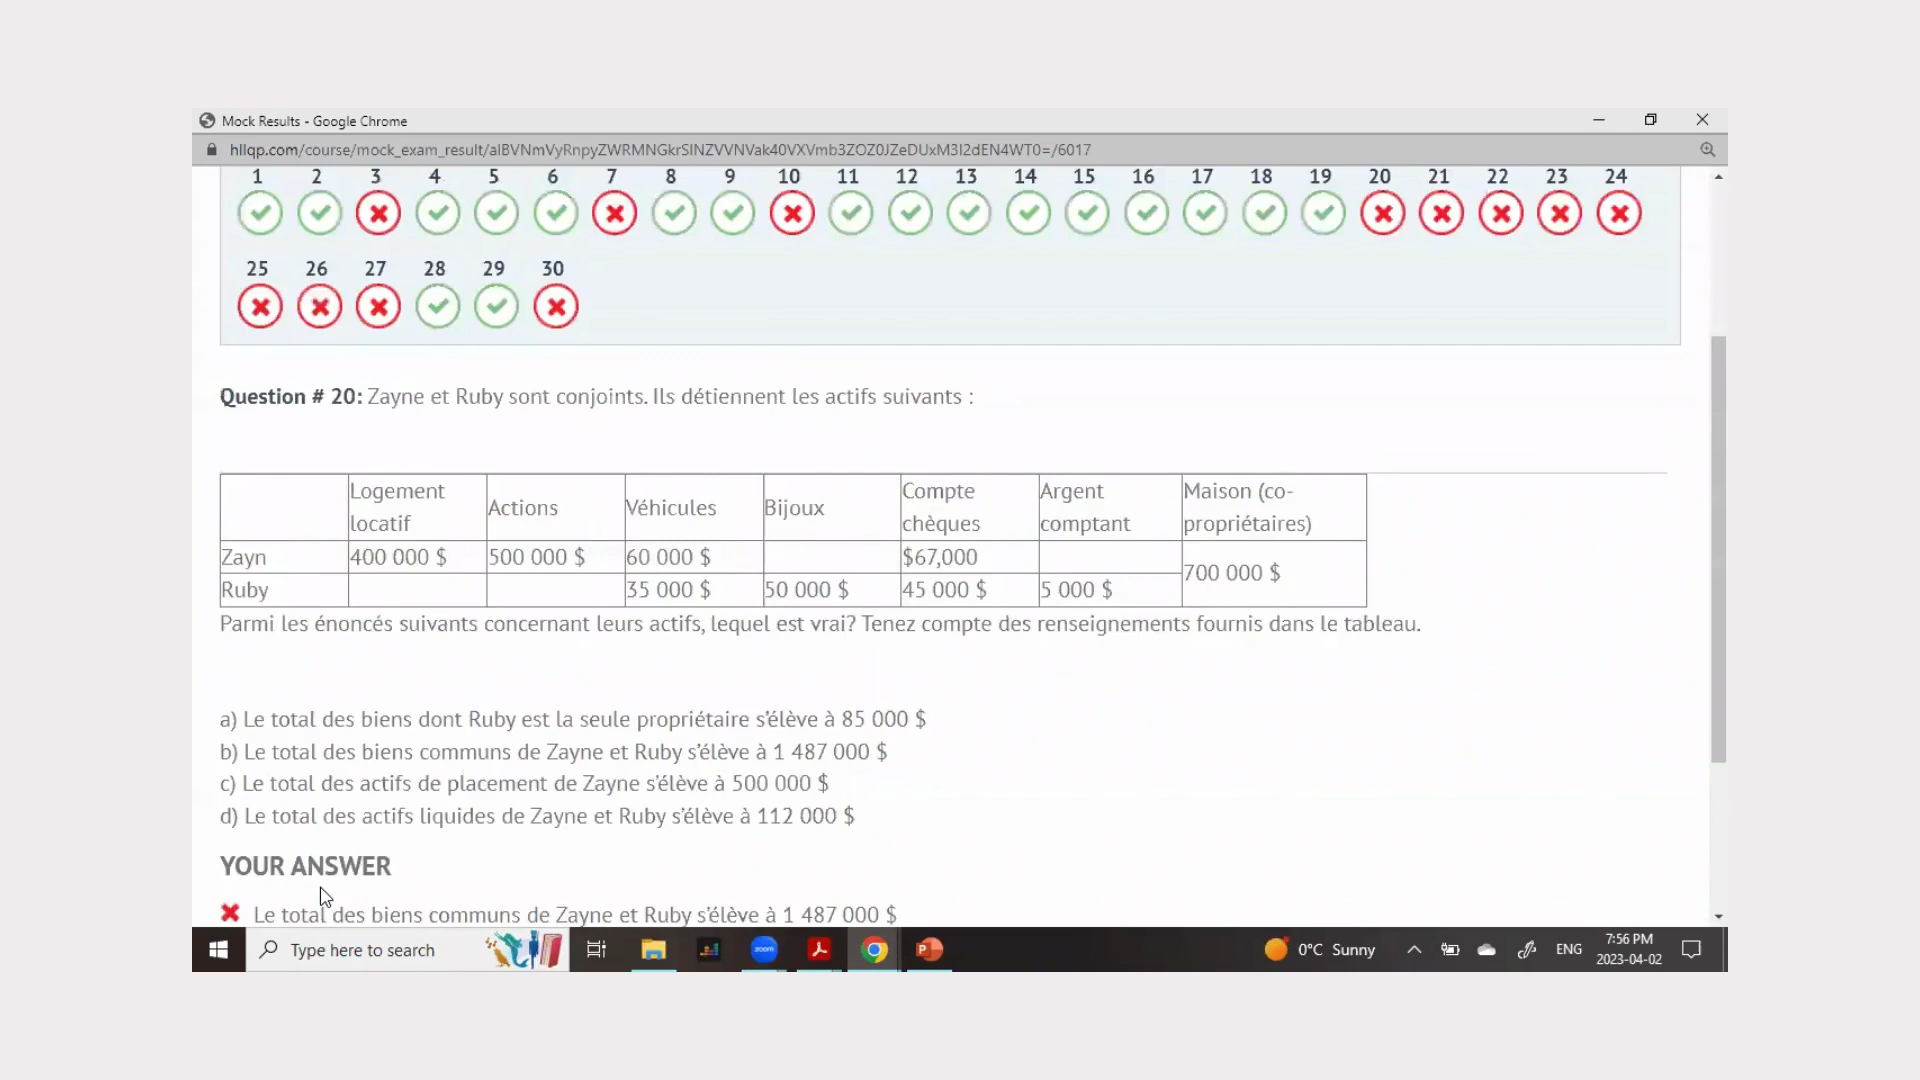 Mock Results - Google Chrome
hllqp.com/course/mock_exam_result/alBVNmVyRnpyZWRMNGkrSlNZVVNVak40VXVmb3ZOZ0JZeDUxM3l2dEN4WT0=/6017
1 2 3 4 5 6 7 8 9 10 11 12 13 14 15 16 17 18 19 20 21 22 23 24
25 26 27 28 29 30
Question # 20: Zayne et Ruby sont conjoints. Ils détiennent les actifs suivants :
Logement locatif Actions Véhicules Bijoux Compte chèques Argent comptant Maison (co-propriétaires)
Zayn 400 000 $ 500 000 $ 60 000 $ $67,000 700 000 $
Ruby 35 000 $ 50 000 $ 45 000 $ 5 000 $
Parmi les énoncés suivants concernant leurs actifs, lequel est vrai? Tenez compte des renseignements fournis dans le tableau.
a) Le total des biens dont Ruby est la seule propriétaire s'élève à 85 000 $
b) Le total des biens communs de Zayne et Ruby s'élève à 1 487 000 $
c) Le total des actifs de placement de Zayne s'élève à 500 000 $
d) Le total des actifs liquides de Zayne et Ruby s'élève à 112 000 $
YOUR ANSWER
Le total des biens communs de Zayne et Ruby s'élève à 1 487 000 $
Type here to search
zoom
0°C Sunny
ENG
7:56 PM
2023-04-02